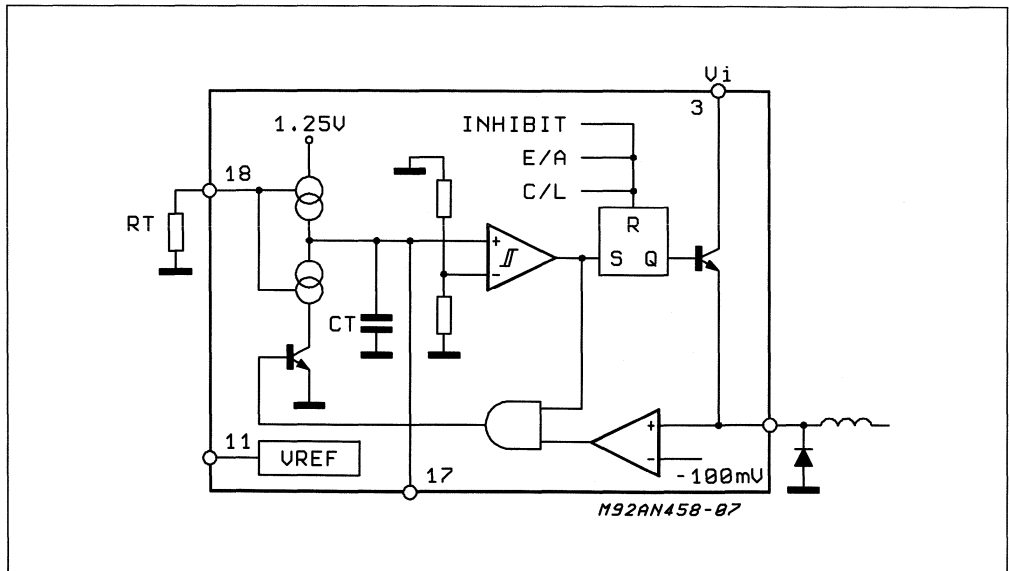 Vi
3
1.25V
INHIBIT
E/A
C/L
18
RT
R
S Q
CT
11
VREF
17
+
-
+
-
-100mV
M92AN458-07